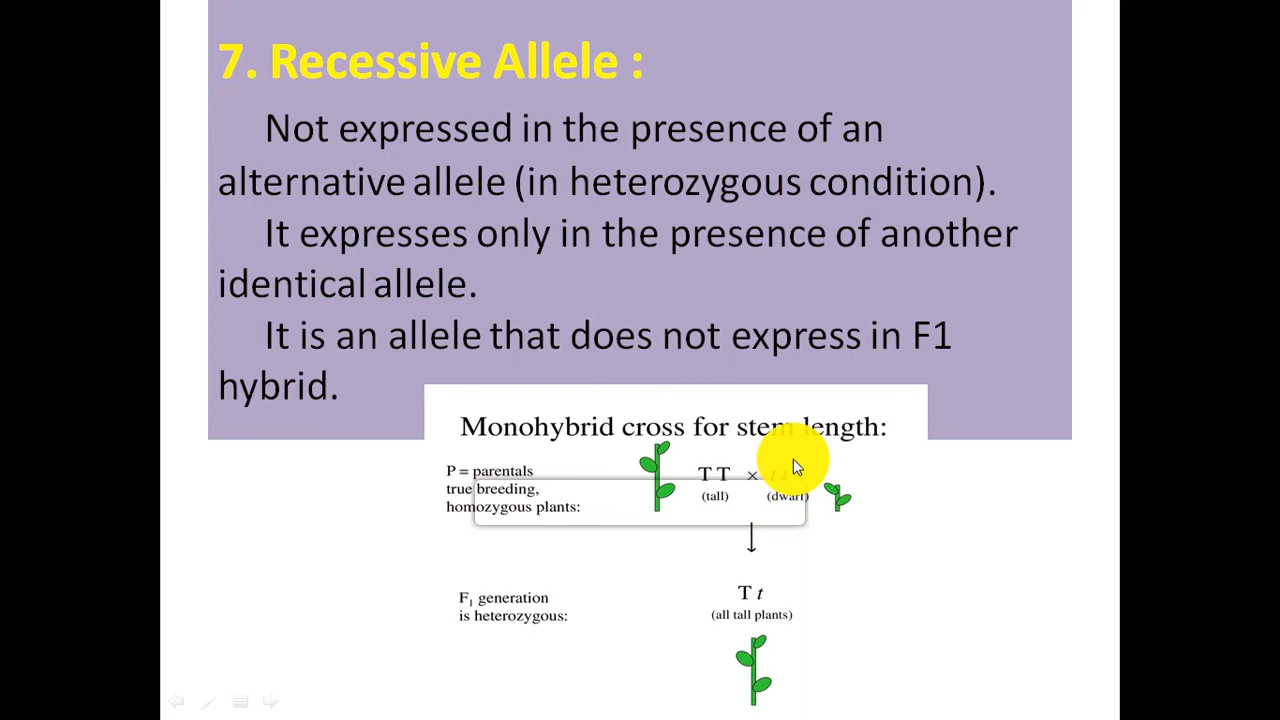 7. Recessive Allele :
Not expressed in the presence of an
alternative allele (in heterozygous condition).
It expresses only in the presence of another
identical allele.
It is an allele that does not express in F1
hybrid.
Monohybrid cross for stem length:
P = parentals
true breeding,
homozygous plants:
T T × t t
(tall) (dwarf)
F1 generation
is heterozygous:
T t
(all tall plants)